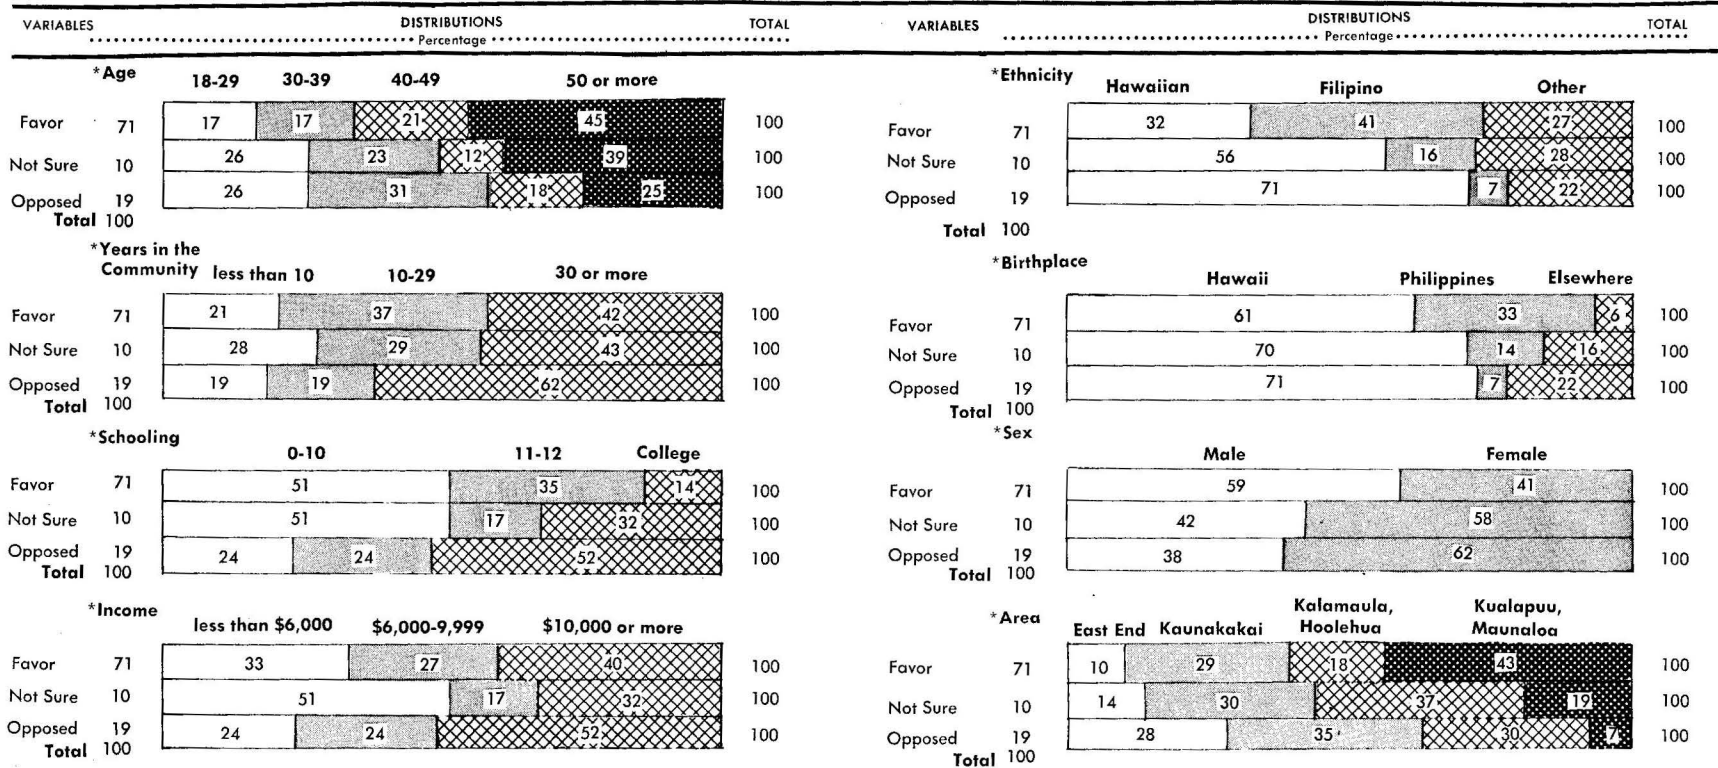 VARIABLES DISTRIBUTIONS TOTAL
Percentage
*Age 18-29 30-39 40-49 50 or more
Favor 71 17 17 21 45 100
Not Sure 10 26 23 12 39 100
Opposed 19 26 31 18 25 100
Total 100
*Years in the
Community less than 10 10-29 30 or more
Favor 71 21 37 42 100
Not Sure 10 28 29 43 100
Opposed 19 19 19 62 100
Total 100
*Schooling
0-10 11-12 College
Favor 71 51 35 14 100
Not Sure 10 51 17 32 100
Opposed 19 24 24 52 100
Total 100
*Income
less than $6,000 $6,000-9,999 $10,000 or more
Favor 71 33 27 40 100
Not Sure 10 51 17 32 100
Opposed 19 24 24 52 100
Total 100
VARIABLES DISTRIBUTIONS TOTAL
Percentage
*Ethnicity
Hawaiian Filipino Other
Favor 71 32 41 27 100
Not Sure 10 56 16 28 100
Opposed 19 71 7 22 100
Total 100
*Birthplace
Hawaii Philippines Elsewhere
Favor 71 61 33 6 100
Not Sure 10 70 14 16 100
Opposed 19 71 7 22 100
Total 100
*Sex
Male Female
Favor 71 59 41 100
Not Sure 10 42 58 100
Opposed 19 38 62 100
Total 100
*Area
East End Kaunakakai Kalamaula, Hoolehua Kualapuu, Maunaloa
Favor 71 10 29 18 43 100
Not Sure 10 14 30 37 19 100
Opposed 19 28 35 30 7 100
Total 100